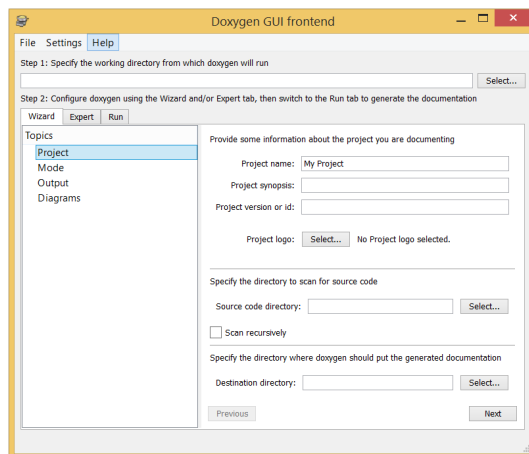 Doxygen GUI frontend
File Settings Help
Step 1: Specify the working directory from which doxygen will run
Select...
Step 2: Configure doxygen using the Wizard and/or Expert tab, then switch to the Run tab to generate the documentation
Wizard Expert Run
Topics
Project
Mode
Output
Diagrams
Provide some information about the project you are documenting
Project name: My Project
Project synopsis:
Project version or id:
Project logo: Select... No Project logo selected.
Specify the directory to scan for source code
Source code directory: Select...
Scan recursively
Specify the directory where doxygen should put the generated documentation
Destination directory: Select...
Previous Next